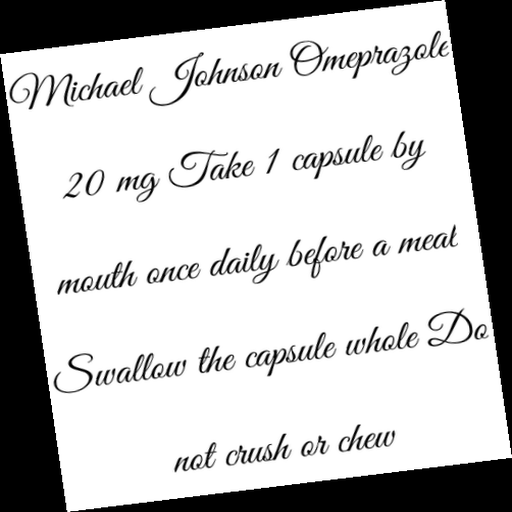 Michael Johnson Omeprazole
20 mg Take 1 capsule by
mouth once daily before a meal
Swallow the capsule whole Do
not crush or chew